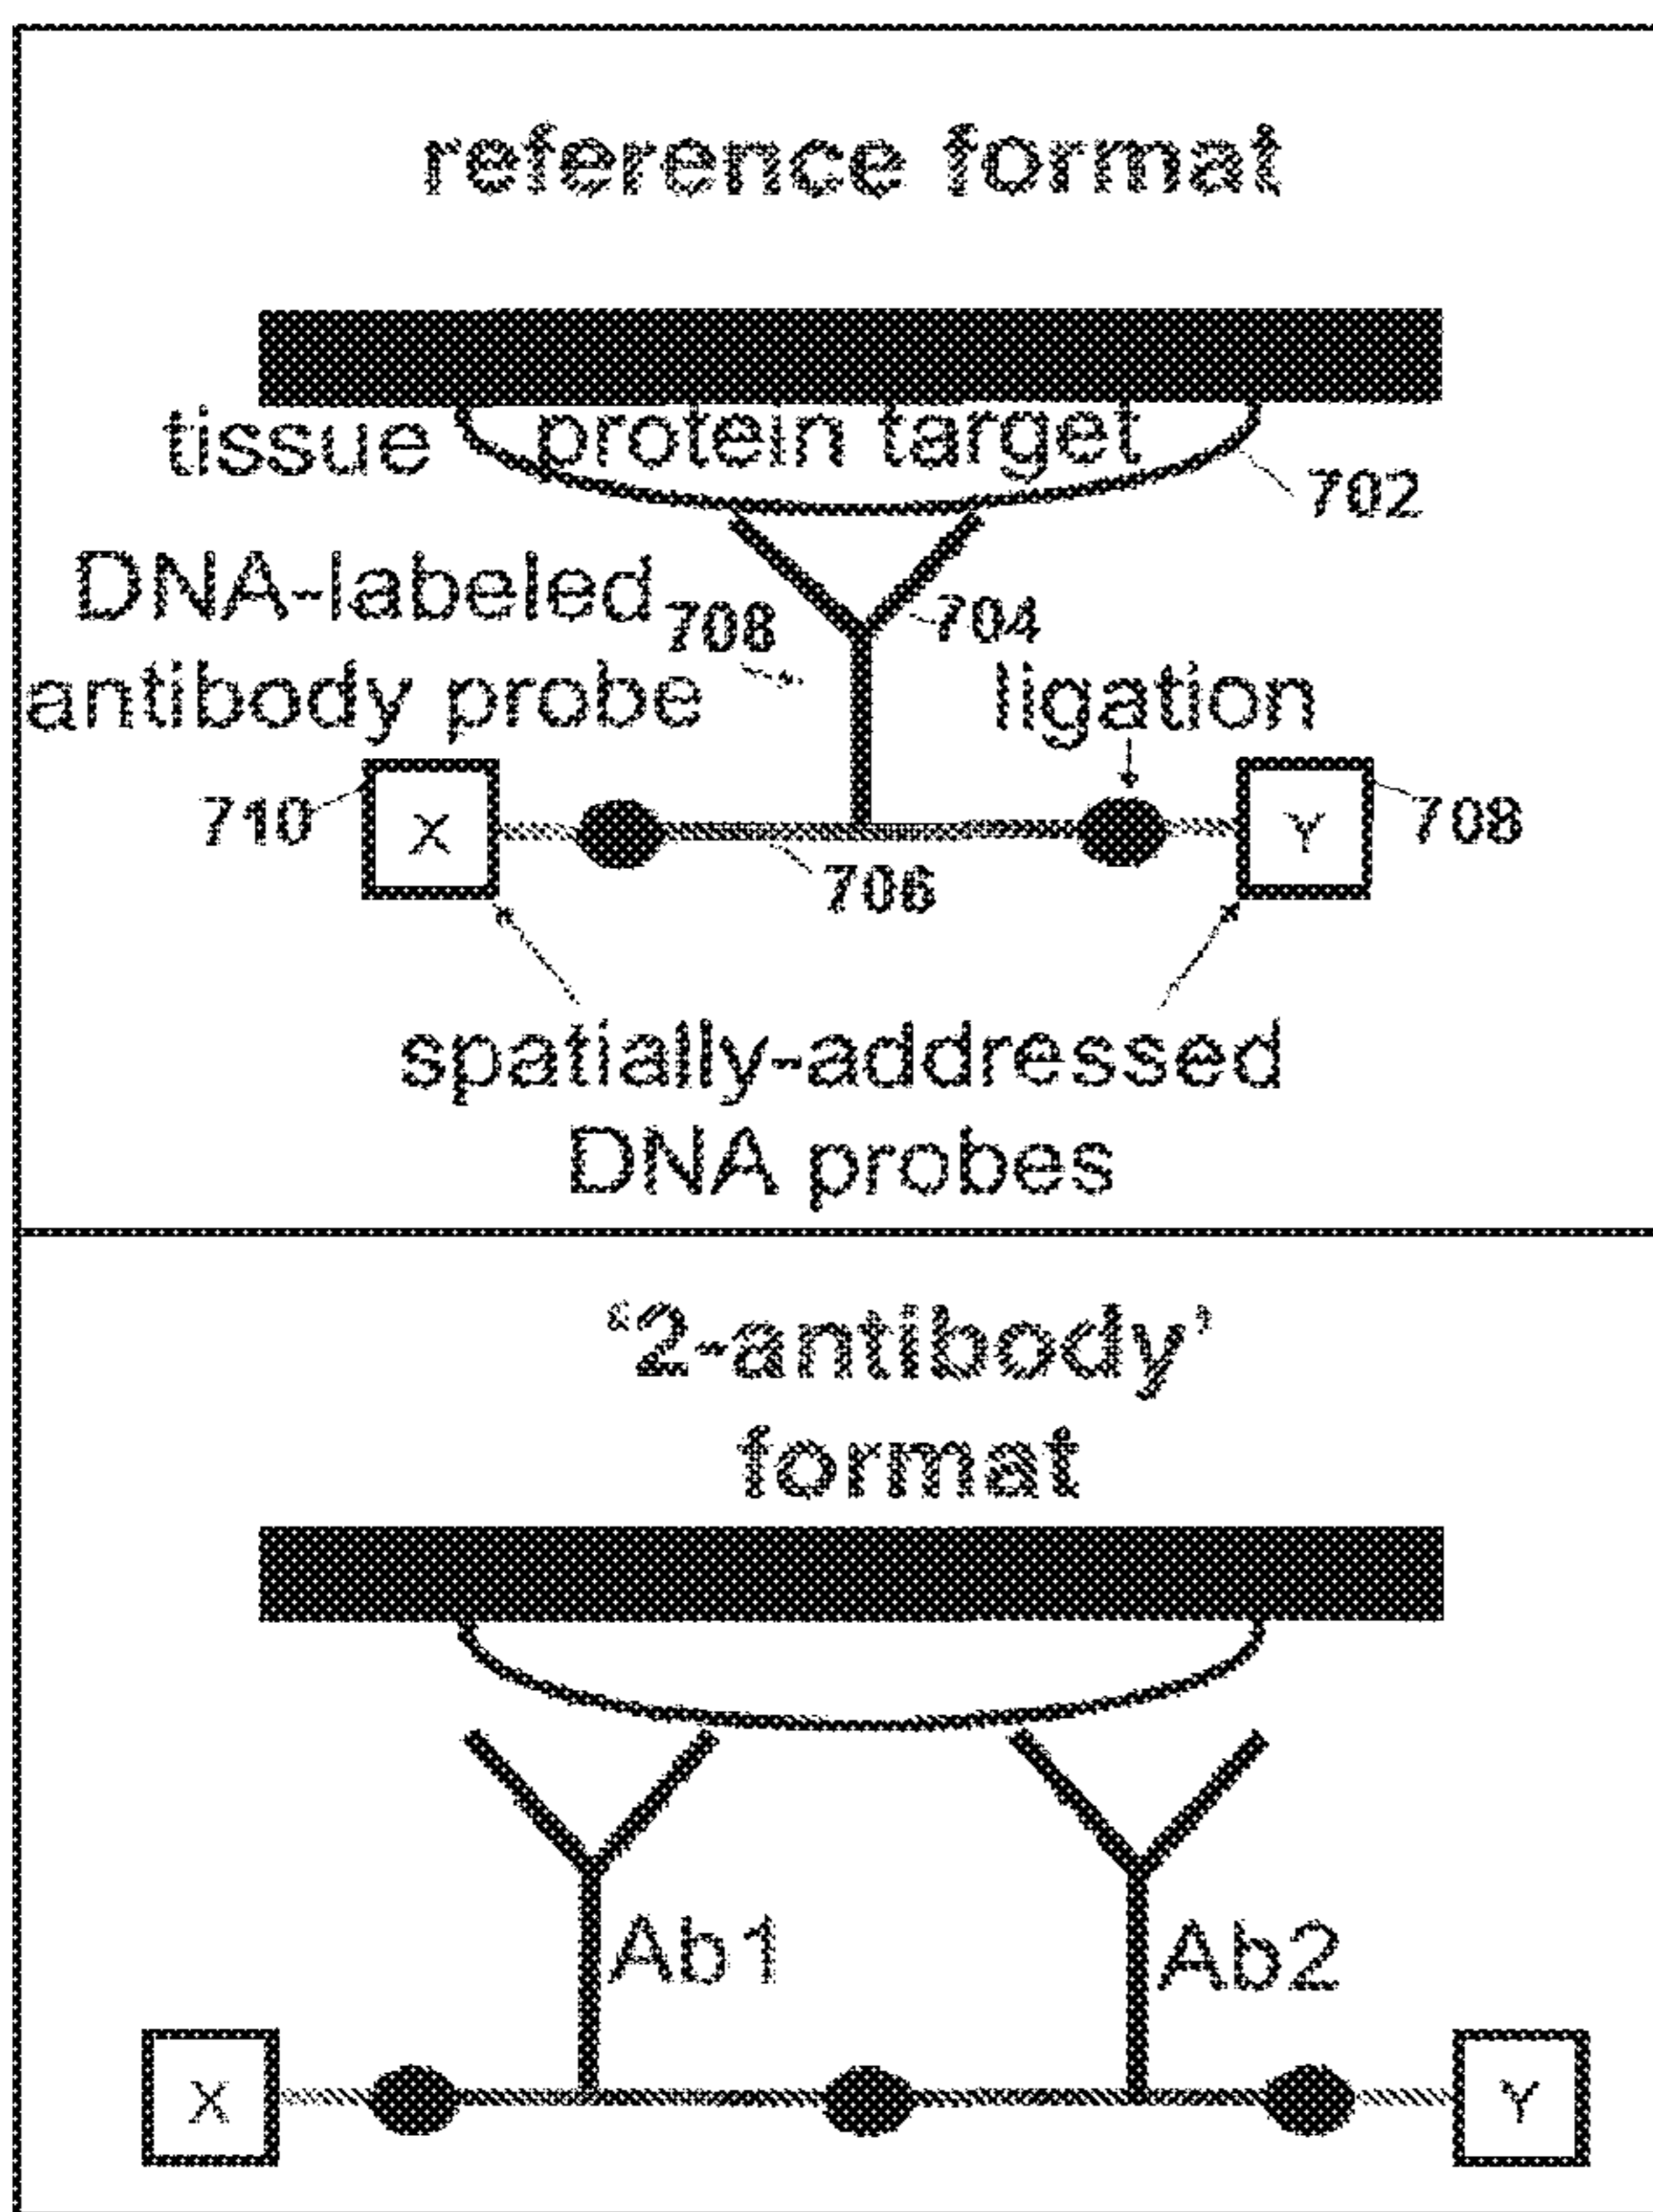 reference format
tissue protein target
702
DNA-labeled 708 704
antibody probe ligation
710 X Y 708
706
spatially-addressed
DNA probes
‘2-antibody’
format
Ab1 Ab2
X Y